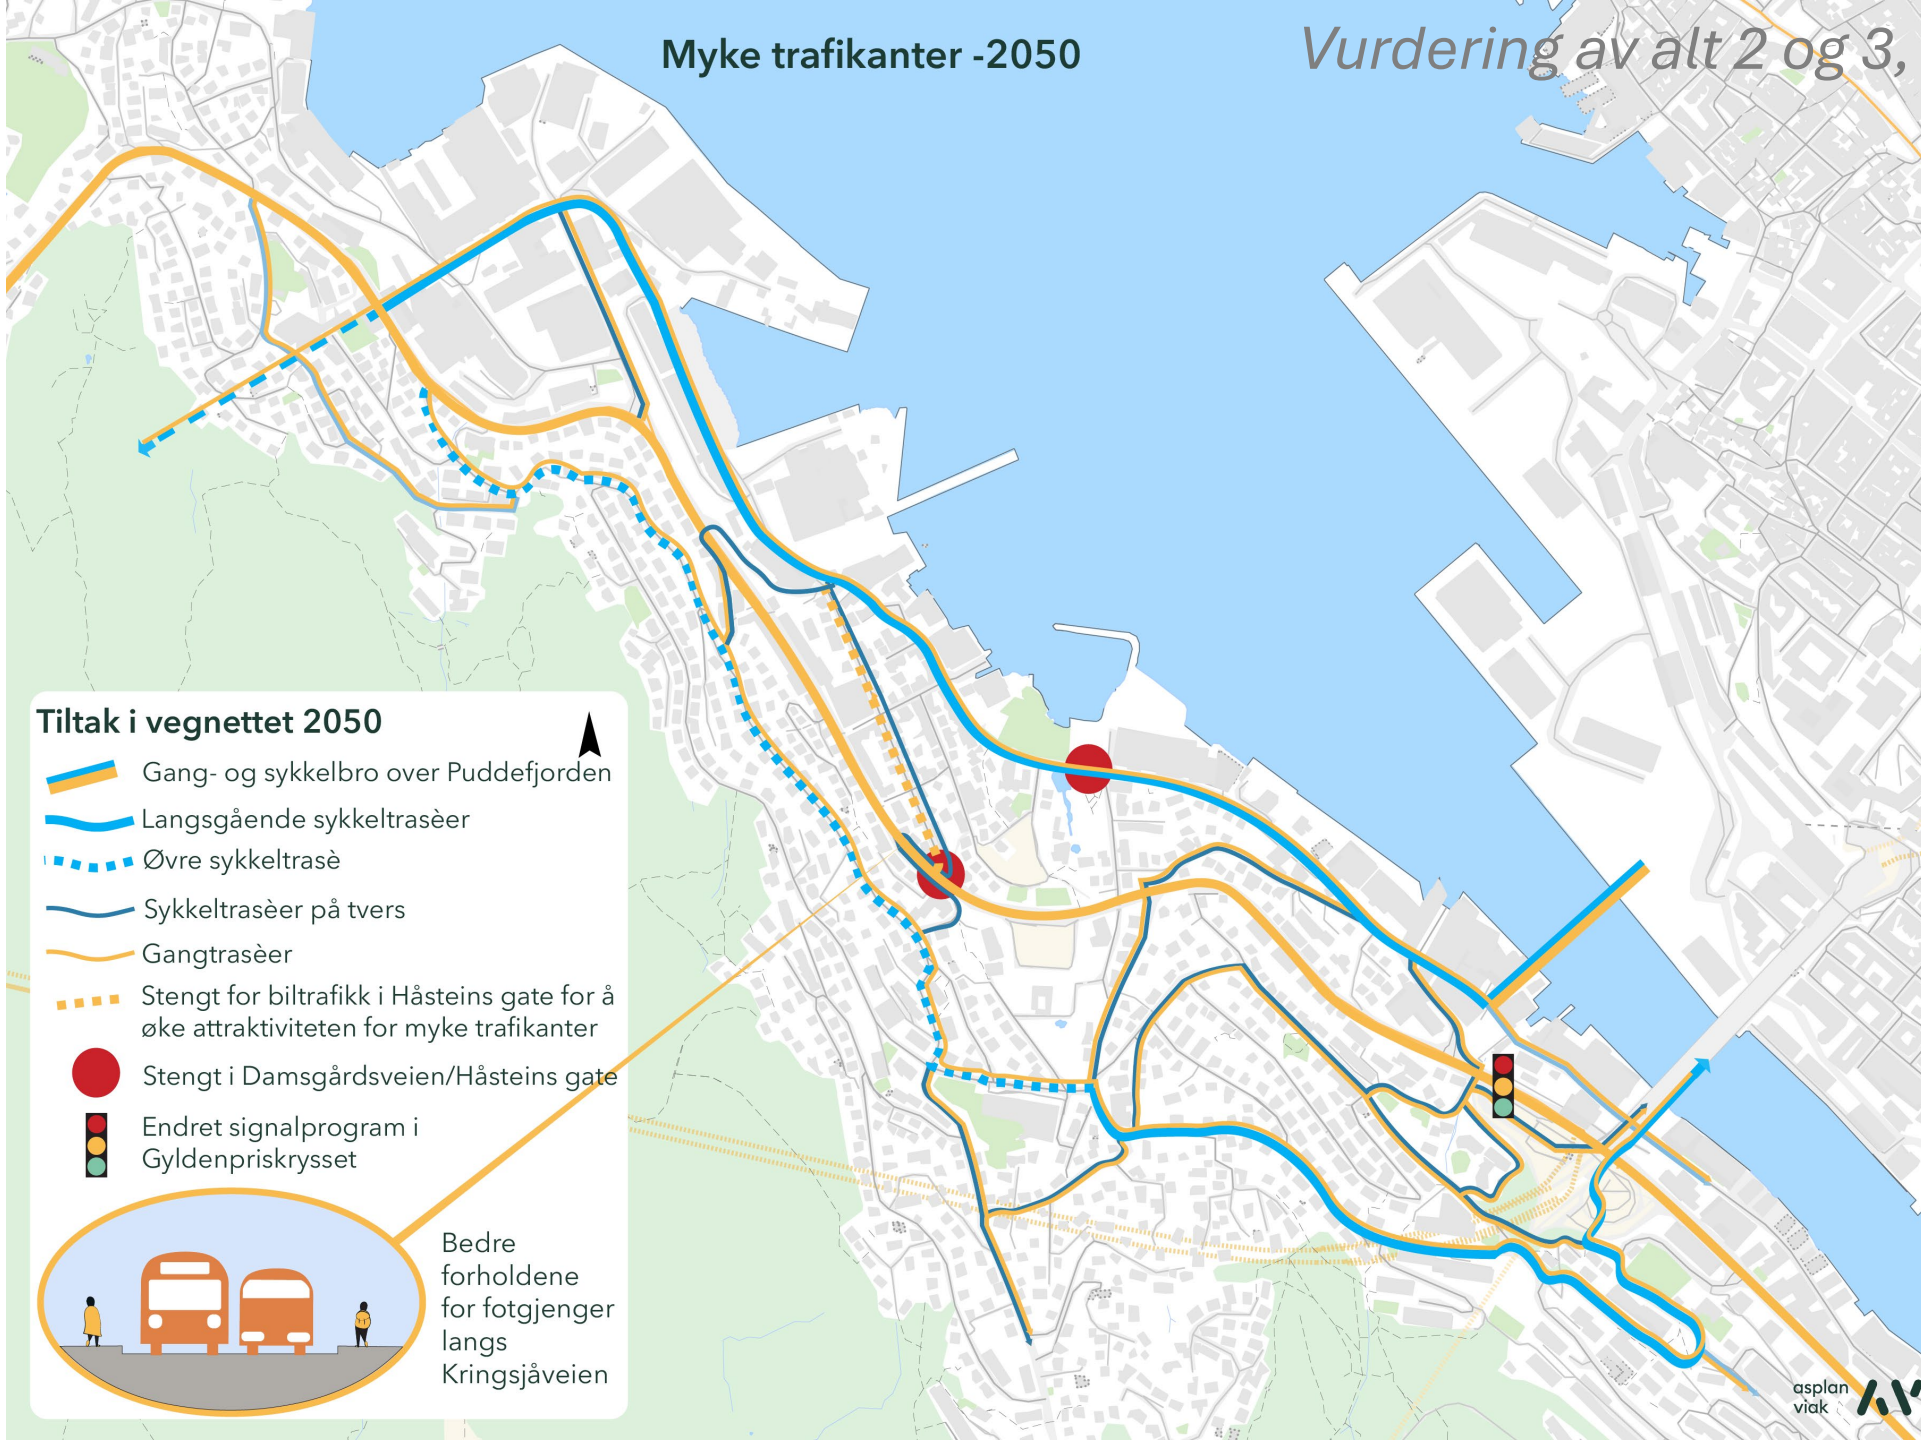 Myke trafikanter -2050
Vurdering av alt 2 og 3,
Tiltak i vegnettet 2050
Gang- og sykkelbro over Puddefjorden
Langsgående sykkeltrasèer
Øvre sykkeltrasè
Sykkeltrasèer på tvers
Gangtrasèer
Stengt for biltrafikk i Håsteins gate for å
øke attraktiviteten for myke trafikanter
Stengt i Damsgårdsveien/Håsteins gate
Endret signalprogram i
Gyldenpriskrysset
Bedre
forholdene
for fotgjenger
langs
Kringsjåveien
asplan
viak